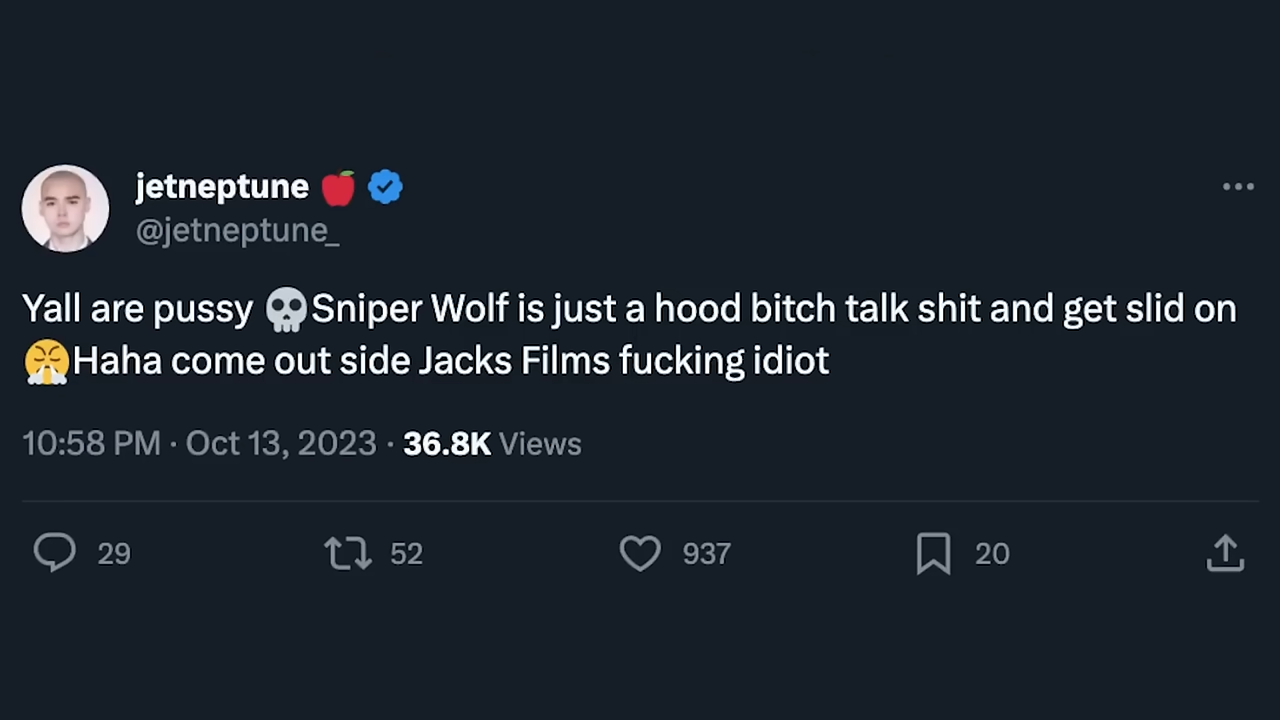 jetneptune 🍎
@jetneptune_
Yall are pussy 💀Sniper Wolf is just a hood bitch talk shit and get slid on
😤Haha come out side Jacks Films fucking idiot
10:58 PM · Oct 13, 2023 · 36.8K Views
29 52 937 20